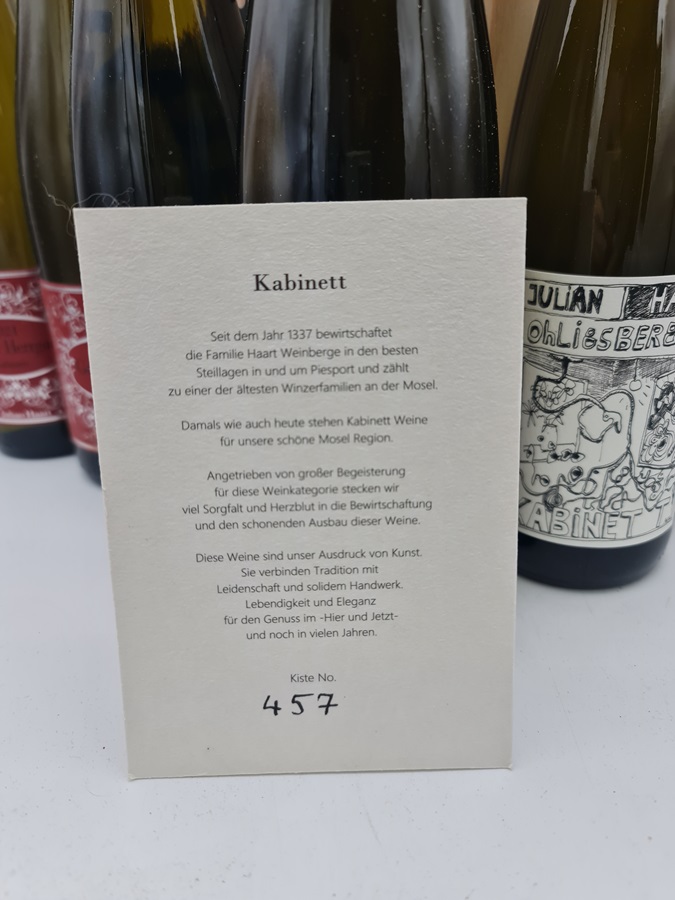 Kabinett
Seit dem Jahr 1337 bewirtschaftet
die Familie Haart Weinberge in den besten
Steillagen in und um Piesport und zählt
zu einer der ältesten Winzerfamilien an der Mosel.
Damals wie auch heute stehen Kabinett Weine
für unsere schöne Mosel Region.
Angetrieben von großer Begeisterung
für diese Weinkategorie stecken wir
viel Sorgfalt und Herzblut in die Bewirtschaftung
und den schonenden Ausbau dieser Weine.
Diese Weine sind unser Ausdruck von Kunst.
Sie verbinden Tradition mit
Leidenschaft und solidem Handwerk.
Lebendigkeit und Eleganz
für den Genuss im -Hier und Jetzt-
und noch in vielen Jahren.
Kiste No.
457
JULiAN HA
OhLiGSBERG
KABiNET T